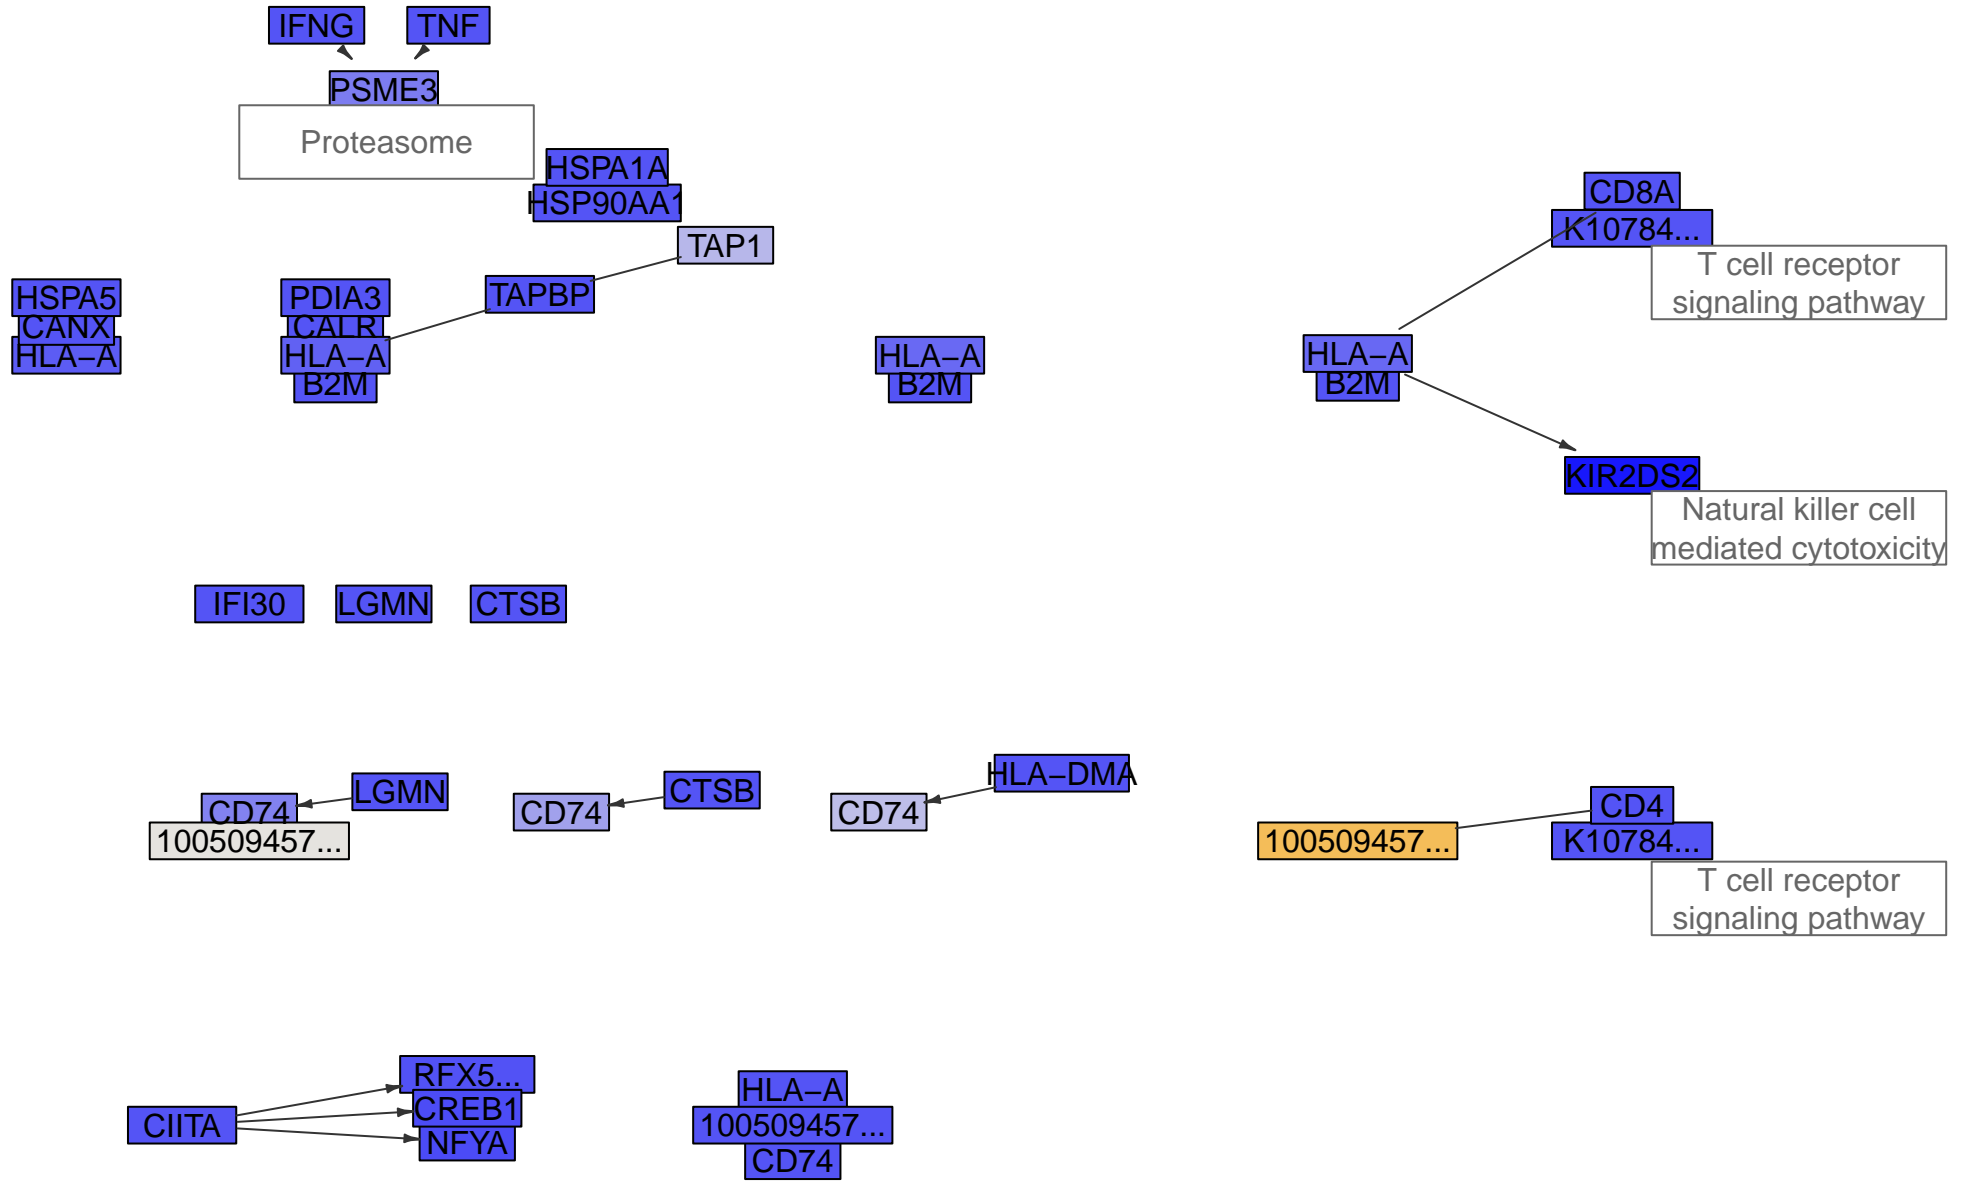 IFNG
TNF
PSME3
Proteasome
HSPA1A
HSP90AA1
TAP1
CD8A
K10784...
T cell receptor
signaling pathway
HSPA5
CANX
HLA−A
PDIA3
CALR
HLA−A
B2M
TAPBP
HLA−A
B2M
HLA−A
B2M
KIR2DS2
Natural killer cell
mediated cytotoxicity
IFI30
LGMN
CTSB
CD74
100509457...
LGMN
CD74
CTSB
CD74
HLA−DMA
100509457...
CD4
K10784...
T cell receptor
signaling pathway
CIITA
RFX5...
CREB1
NFYA
HLA−A
100509457...
CD74